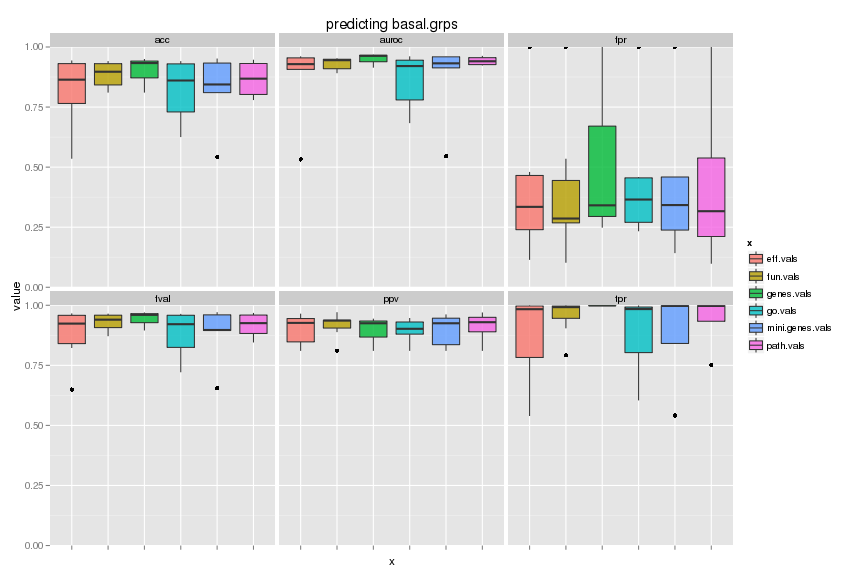 predicting basal.grps
acc
auroc
fpr
1.00
0.75
0.50
0.25
0.00
fval
ppv
tpr
1.00
0.75
0.50
0.25
0.00
value
x
x
eff.vals
fun.vals
genes.vals
go.vals
mini.genes.vals
path.vals